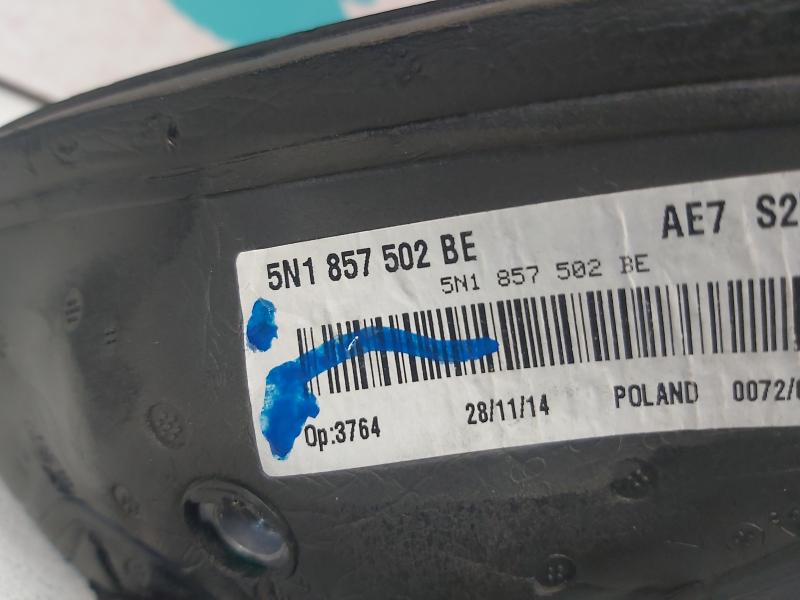 5N1 857 502 BE AE7
5N1 857 502 BE
Op:3764 28/11/14 POLAND